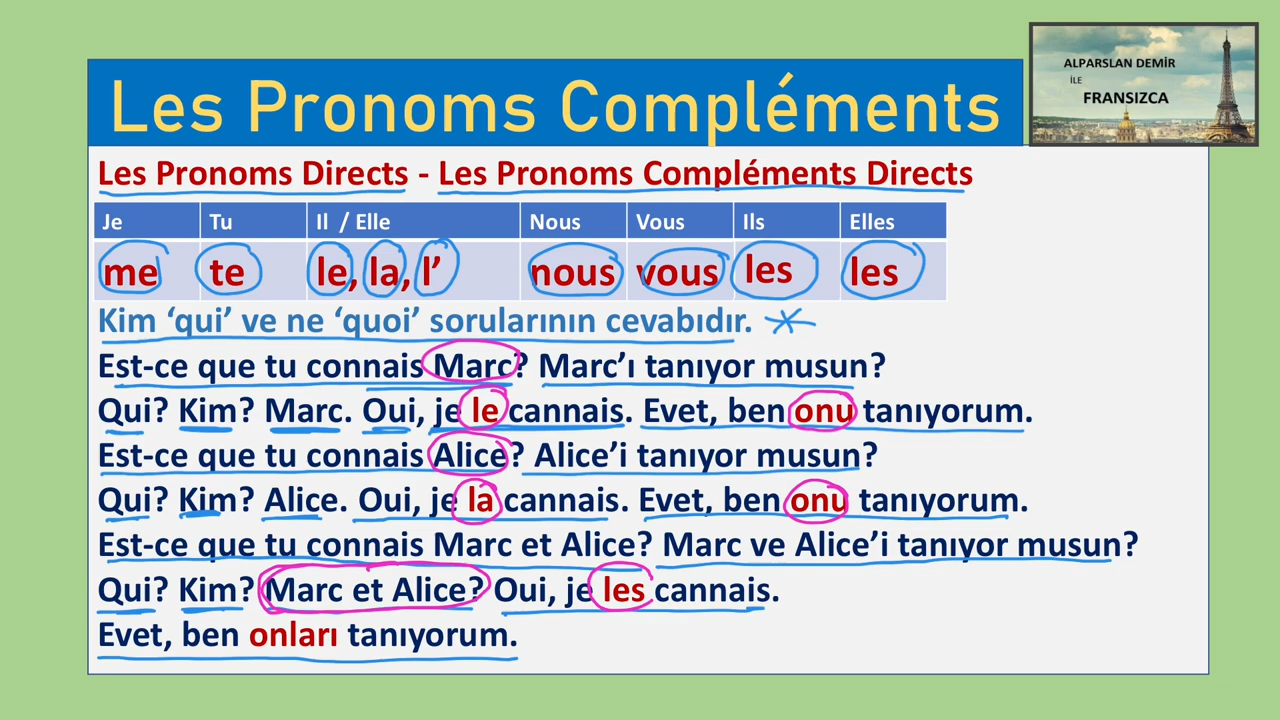 ALPARSLAN DEMİR
İLE
FRANSIZCA
Les Pronoms Compléments
Les Pronoms Directs - Les Pronoms Compléments Directs
Je Tu Il / Elle Nous Vous Ils Elles
me te le, la, l’ nous vous les les
Kim ‘qui’ ve ne ‘quoi’ sorularının cevabıdır.
Est-ce que tu connais Marc? Marc’ı tanıyor musun?
Qui? Kim? Marc. Oui, je le cannais. Evet, ben onu tanıyorum.
Est-ce que tu connais Alice? Alice’i tanıyor musun?
Qui? Kim? Alice. Oui, je la cannais. Evet, ben onu tanıyorum.
Est-ce que tu connais Marc et Alice? Marc ve Alice’i tanıyor musun?
Qui? Kim? Marc et Alice? Oui, je les cannais.
Evet, ben onları tanıyorum.